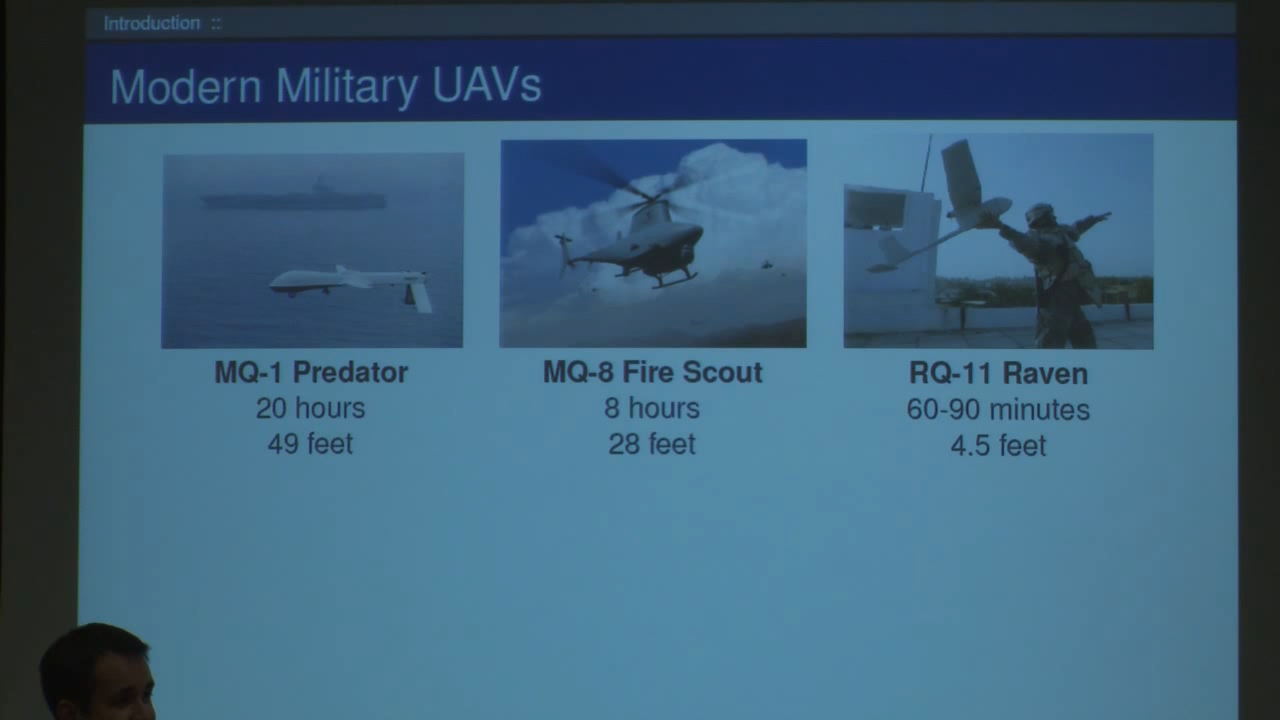 Introduction ::
Modern Military UAVs
MQ-1 Predator
20 hours
49 feet
MQ-8 Fire Scout
8 hours
28 feet
RQ-11 Raven
60-90 minutes
4.5 feet